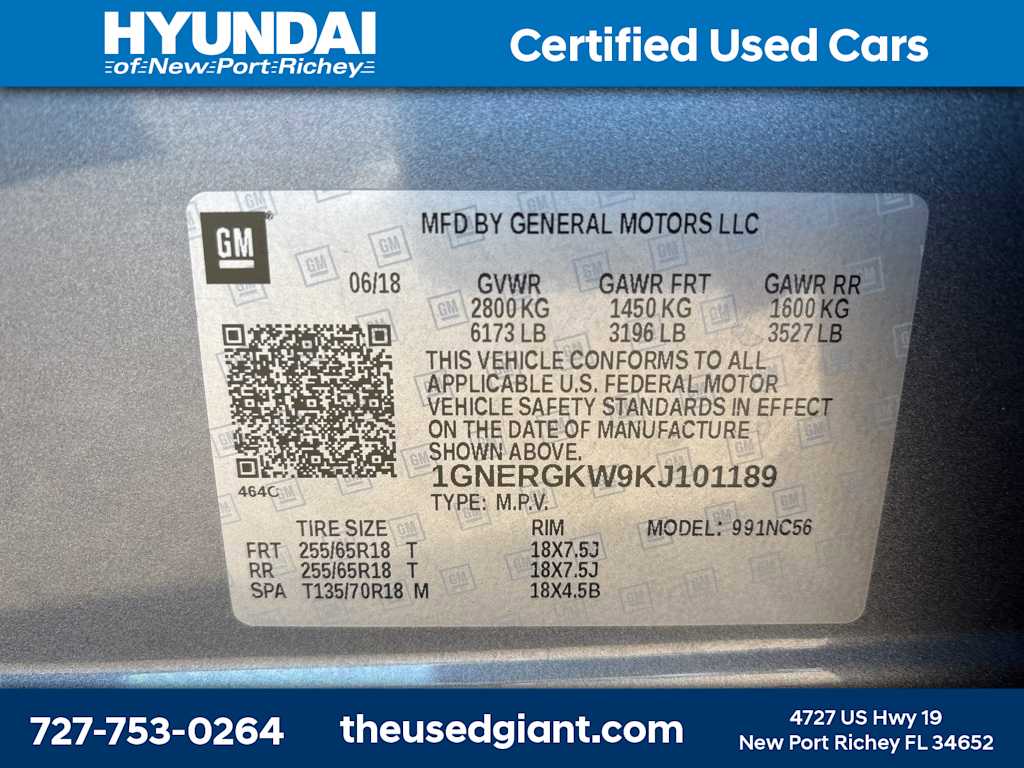 HYUNDAI
of New Port Richey
Certified Used Cars
GM
®
MFD BY GENERAL MOTORS LLC
06/18 GVWR GAWR FRT GAWR RR
2800 KG 1450 KG 1600 KG
6173 LB 3196 LB 3527 LB
THIS VEHICLE CONFORMS TO ALL
APPLICABLE U.S. FEDERAL MOTOR
VEHICLE SAFETY STANDARDS IN EFFECT
ON THE DATE OF MANUFACTURE
SHOWN ABOVE.
464C
1GNERGKW9KJ101189
TYPE: M.P.V.
TIRE SIZE RIM MODEL: 991NC56
FRT 255/65R18 T 18X7.5J
RR 255/65R18 T 18X7.5J
SPA T135/70R18 M 18X4.5B
727-753-0264
theusedgiant.com
4727 US Hwy 19
New Port Richey FL 34652